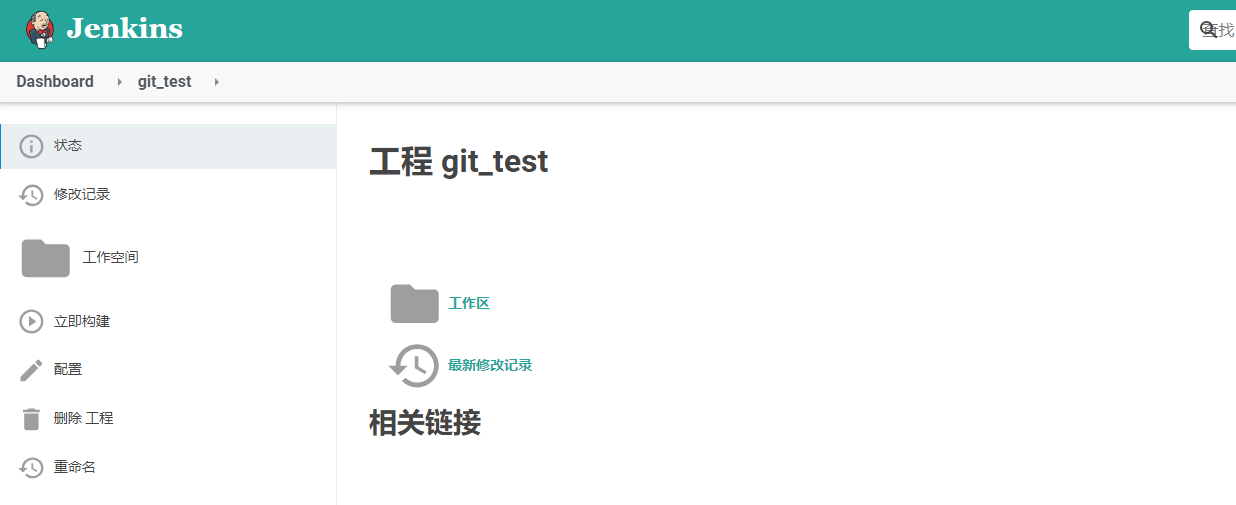 Jenkins
查找
Dashboard
git_test
状态
修改记录
工作空间
立即构建
配置
删除 工程
重命名
工程 git_test
工作区
最新修改记录
相关链接